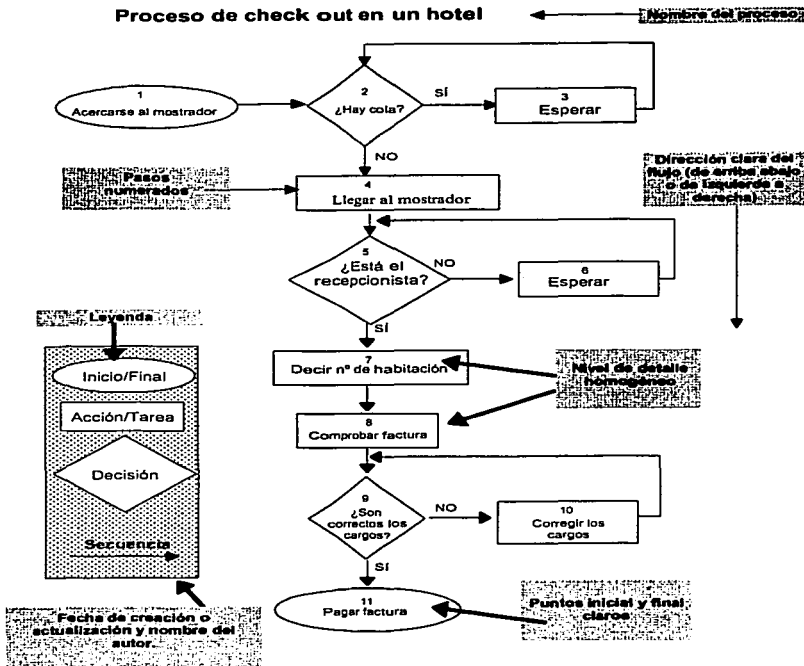 Proceso de check out en un hotel
Nombre del proceso
1
Acercarse al mostrador
2
¿Hay cola?
SÍ
3
Esperar
NO
Pasos
numerados
4
Llegar al mostrador
Dirección clara del
flujo (de arriba abajo
o de izquierda a
derecha)
5
¿Está el
recepcionista?
NO
6
Esperar
SÍ
Leyenda
Inicio/Final
Acción/Tarea
Decisión
Secuencia
7
Decir nº de habitación
Nivel de detalle
homogéneo
8
Comprobar factura
9
¿Son
correctos los
cargos?
NO
10
Corregir los
cargos
SÍ
11
Pagar factura
Puntos inicial y final
claros
Fecha de creación o
actualización y nombre del
autor.